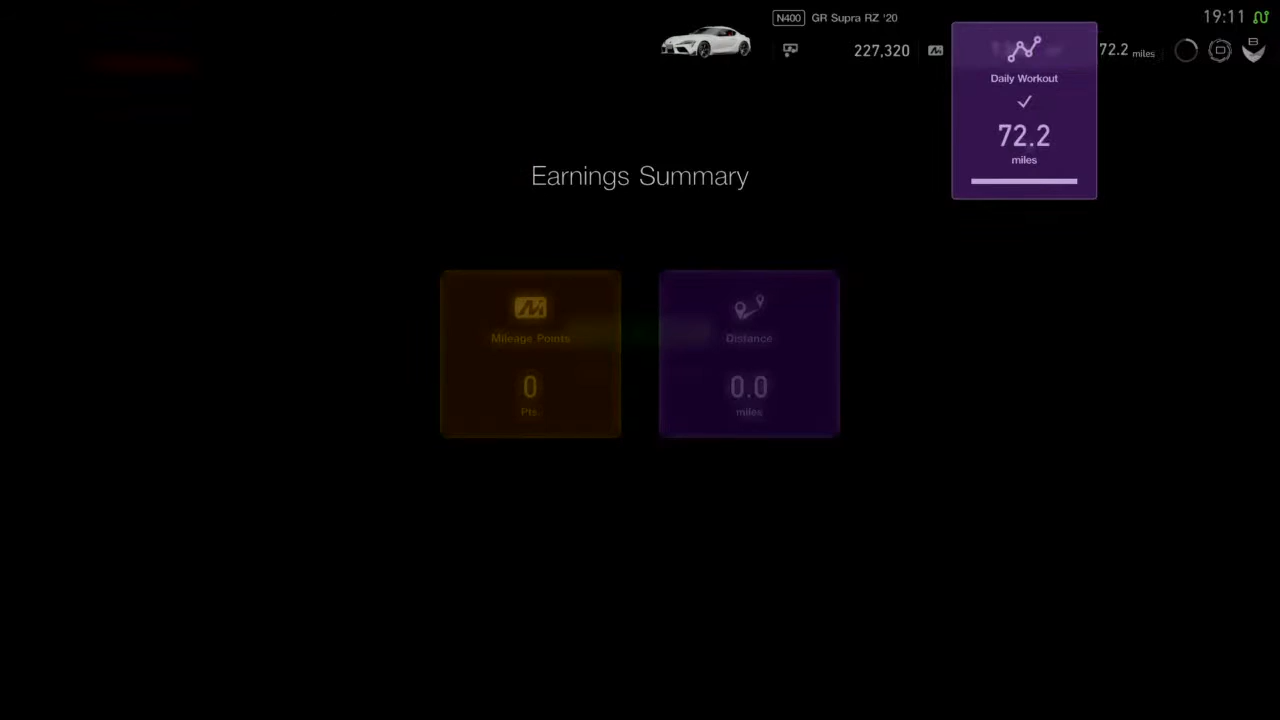 N400 GR Supra RZ '20
19:11
227,320
72.2 miles
B
Daily Workout
72.2
miles
Earnings Summary
Mileage Points
0
Pts.
Distance
0.0
miles